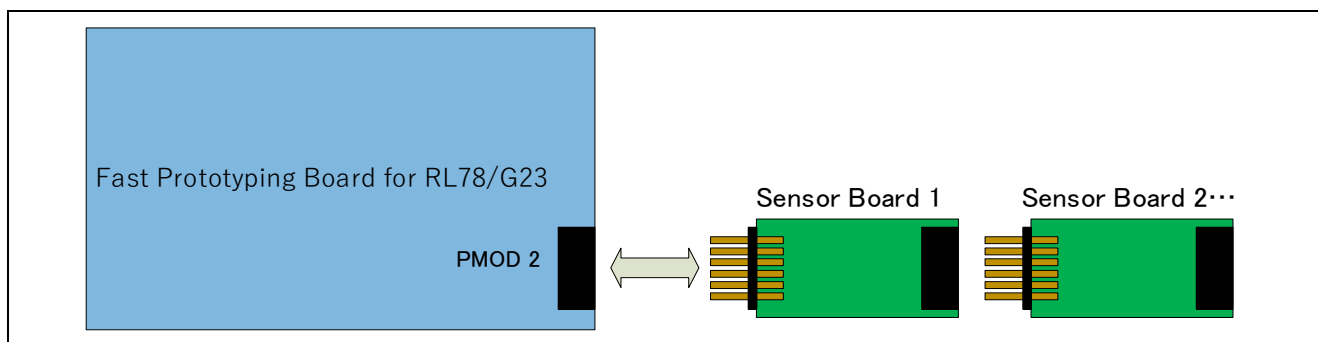 Fast Prototyping Board for RL78/G23
Sensor Board 1
Sensor Board 2…
PMOD 2